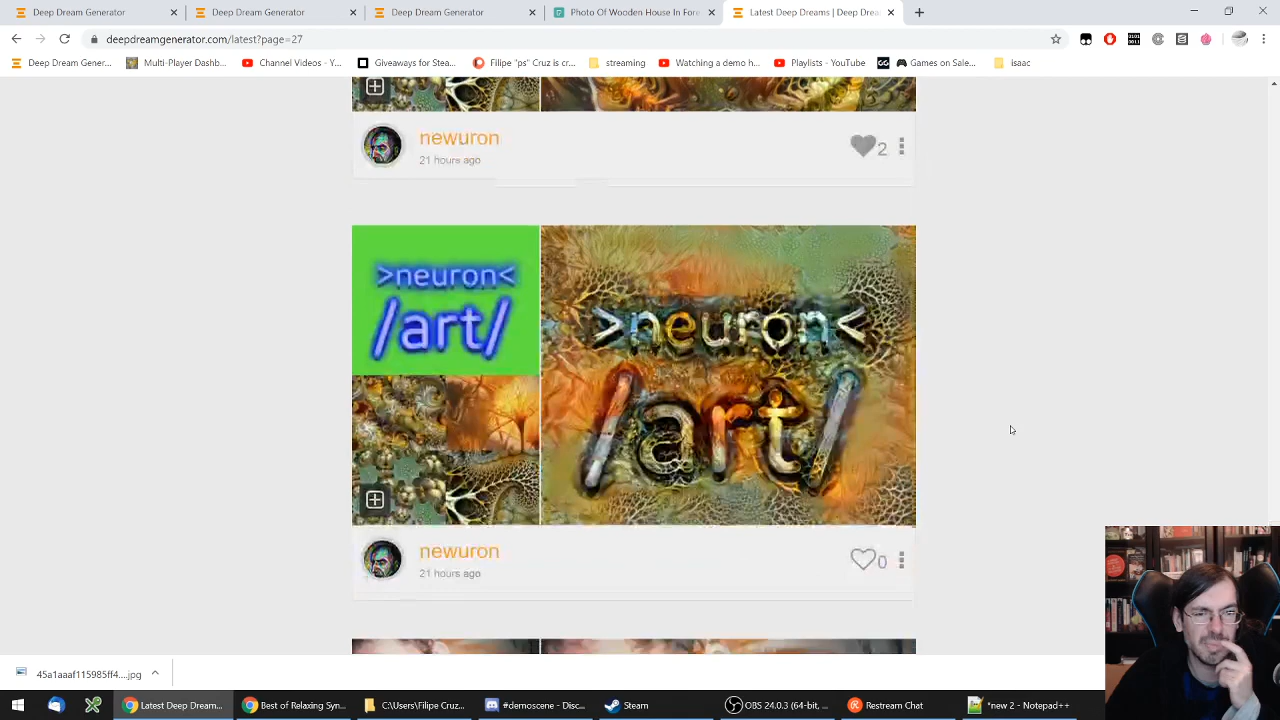 Deep Dream Generator
Deep Dream Generator
Deep Dream Generator
Photo Of Wooden House In Fore
Latest Deep Dreams | Deep Drea
deepdreamgenerator.com/latest?page=27
Deep Dream Gener...
Multi-Player Dashb...
Channel Videos - Y...
Giveaways for Stea...
Filipe "ps" Cruz is cr...
streaming
Watching a demo h...
Playlists - YouTube
GG
Games on Sale...
isaac
newuron
21 hours ago
2
>neuron<
/art/
>neuron<
/art/
newuron
21 hours ago
0
45a1aaaf115985ff4....jpg
Latest Deep Dream...
Best of Relaxing Syn...
C:\Users\Filipe Cruz...
#demoscene - Disc...
Steam
OBS 24.0.3 (64-bit, ...
Restream Chat
*new 2 - Notepad++